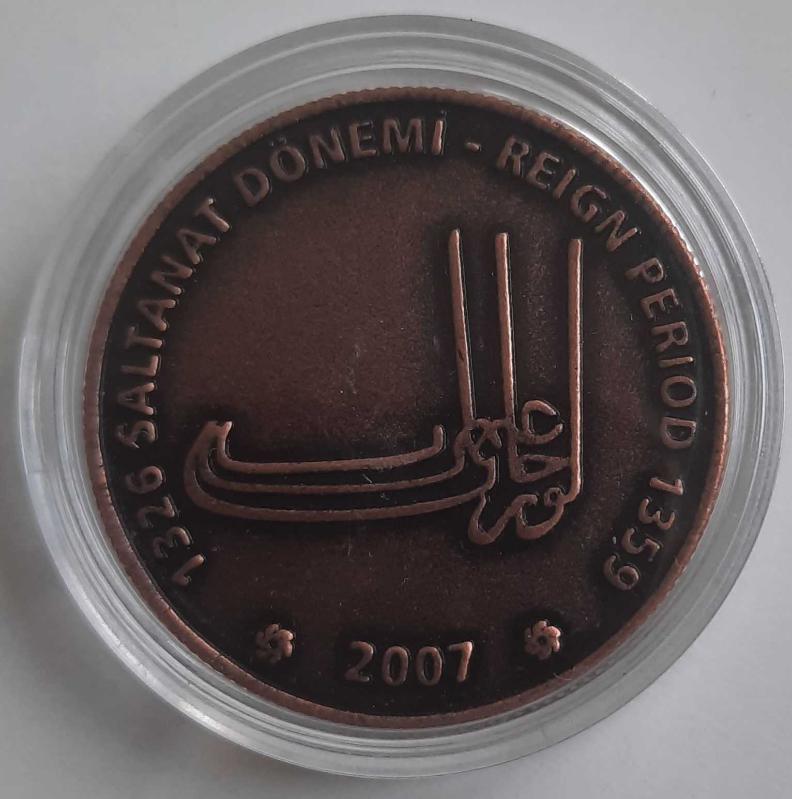 1326 SALTANAT DÖNEMİ - REIGN PERIOD 1359
2007